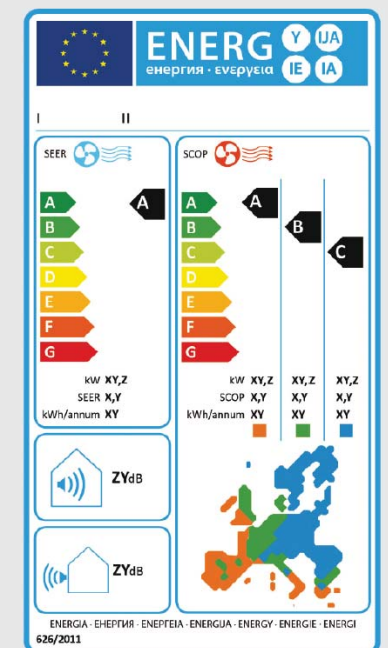 ENERG Y IJA
енергия · ενεργεια IE IA
I II
SEER
A A
B
C
D
E
F
G
kW XY,Z
SEER X,Y
kWh/annum XY
SCOP
A A
B B
C C
D
E
F
G
kW XY,Z XY,Z XY,Z
SCOP X,Y X,Y X,Y
kWh/annum XY XY XY
ZYdB
ZYdB
ENERGIA · ЕНЕРГИЯ · ΕΝΕΡΓΕΙΑ · ENERGIJA · ENERGY · ENERGIE · ENERGI
626/2011